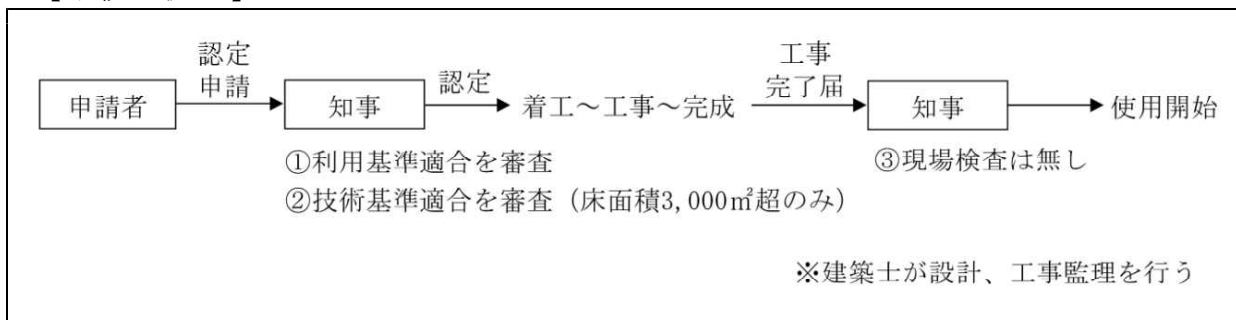 認定
申請
工事
完了届
申請者
知事
認定
着工～工事～完成
知事
使用開始
①利用基準適合を審査
②技術基準適合を審査（床面積3,000㎡超のみ）
③現場検査は無し
※建築士が設計、工事監理を行う